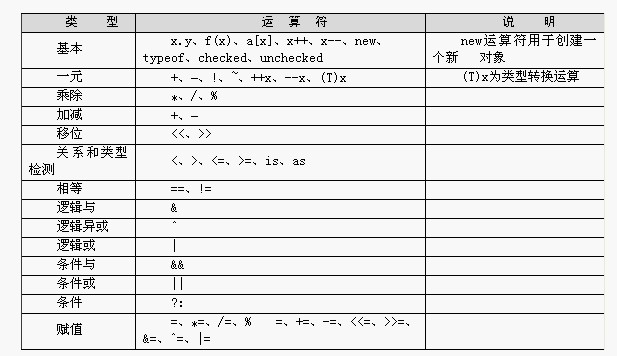 类 型 运 算 符 说 明
基本 x.y、f(x)、a[x]、x++、x--、new、 new运算符用于创建一
typeof、checked、unchecked 个新 对象
一元 +、—、!、~、++x、--x、(T)x (T)x为类型转换运算
乘除 *、/、%
加减 +、—
移位 <<、>>
关系和类型
检测 <、>、<=、>=、is、as
相等 ==、!=
逻辑与 &
逻辑异或 ^
逻辑或 |
条件与 &&
条件或 ||
条件 ?:
赋值 =、*=、/=、% =、+=、-=、<<=、>>=、
&=、^=、|=